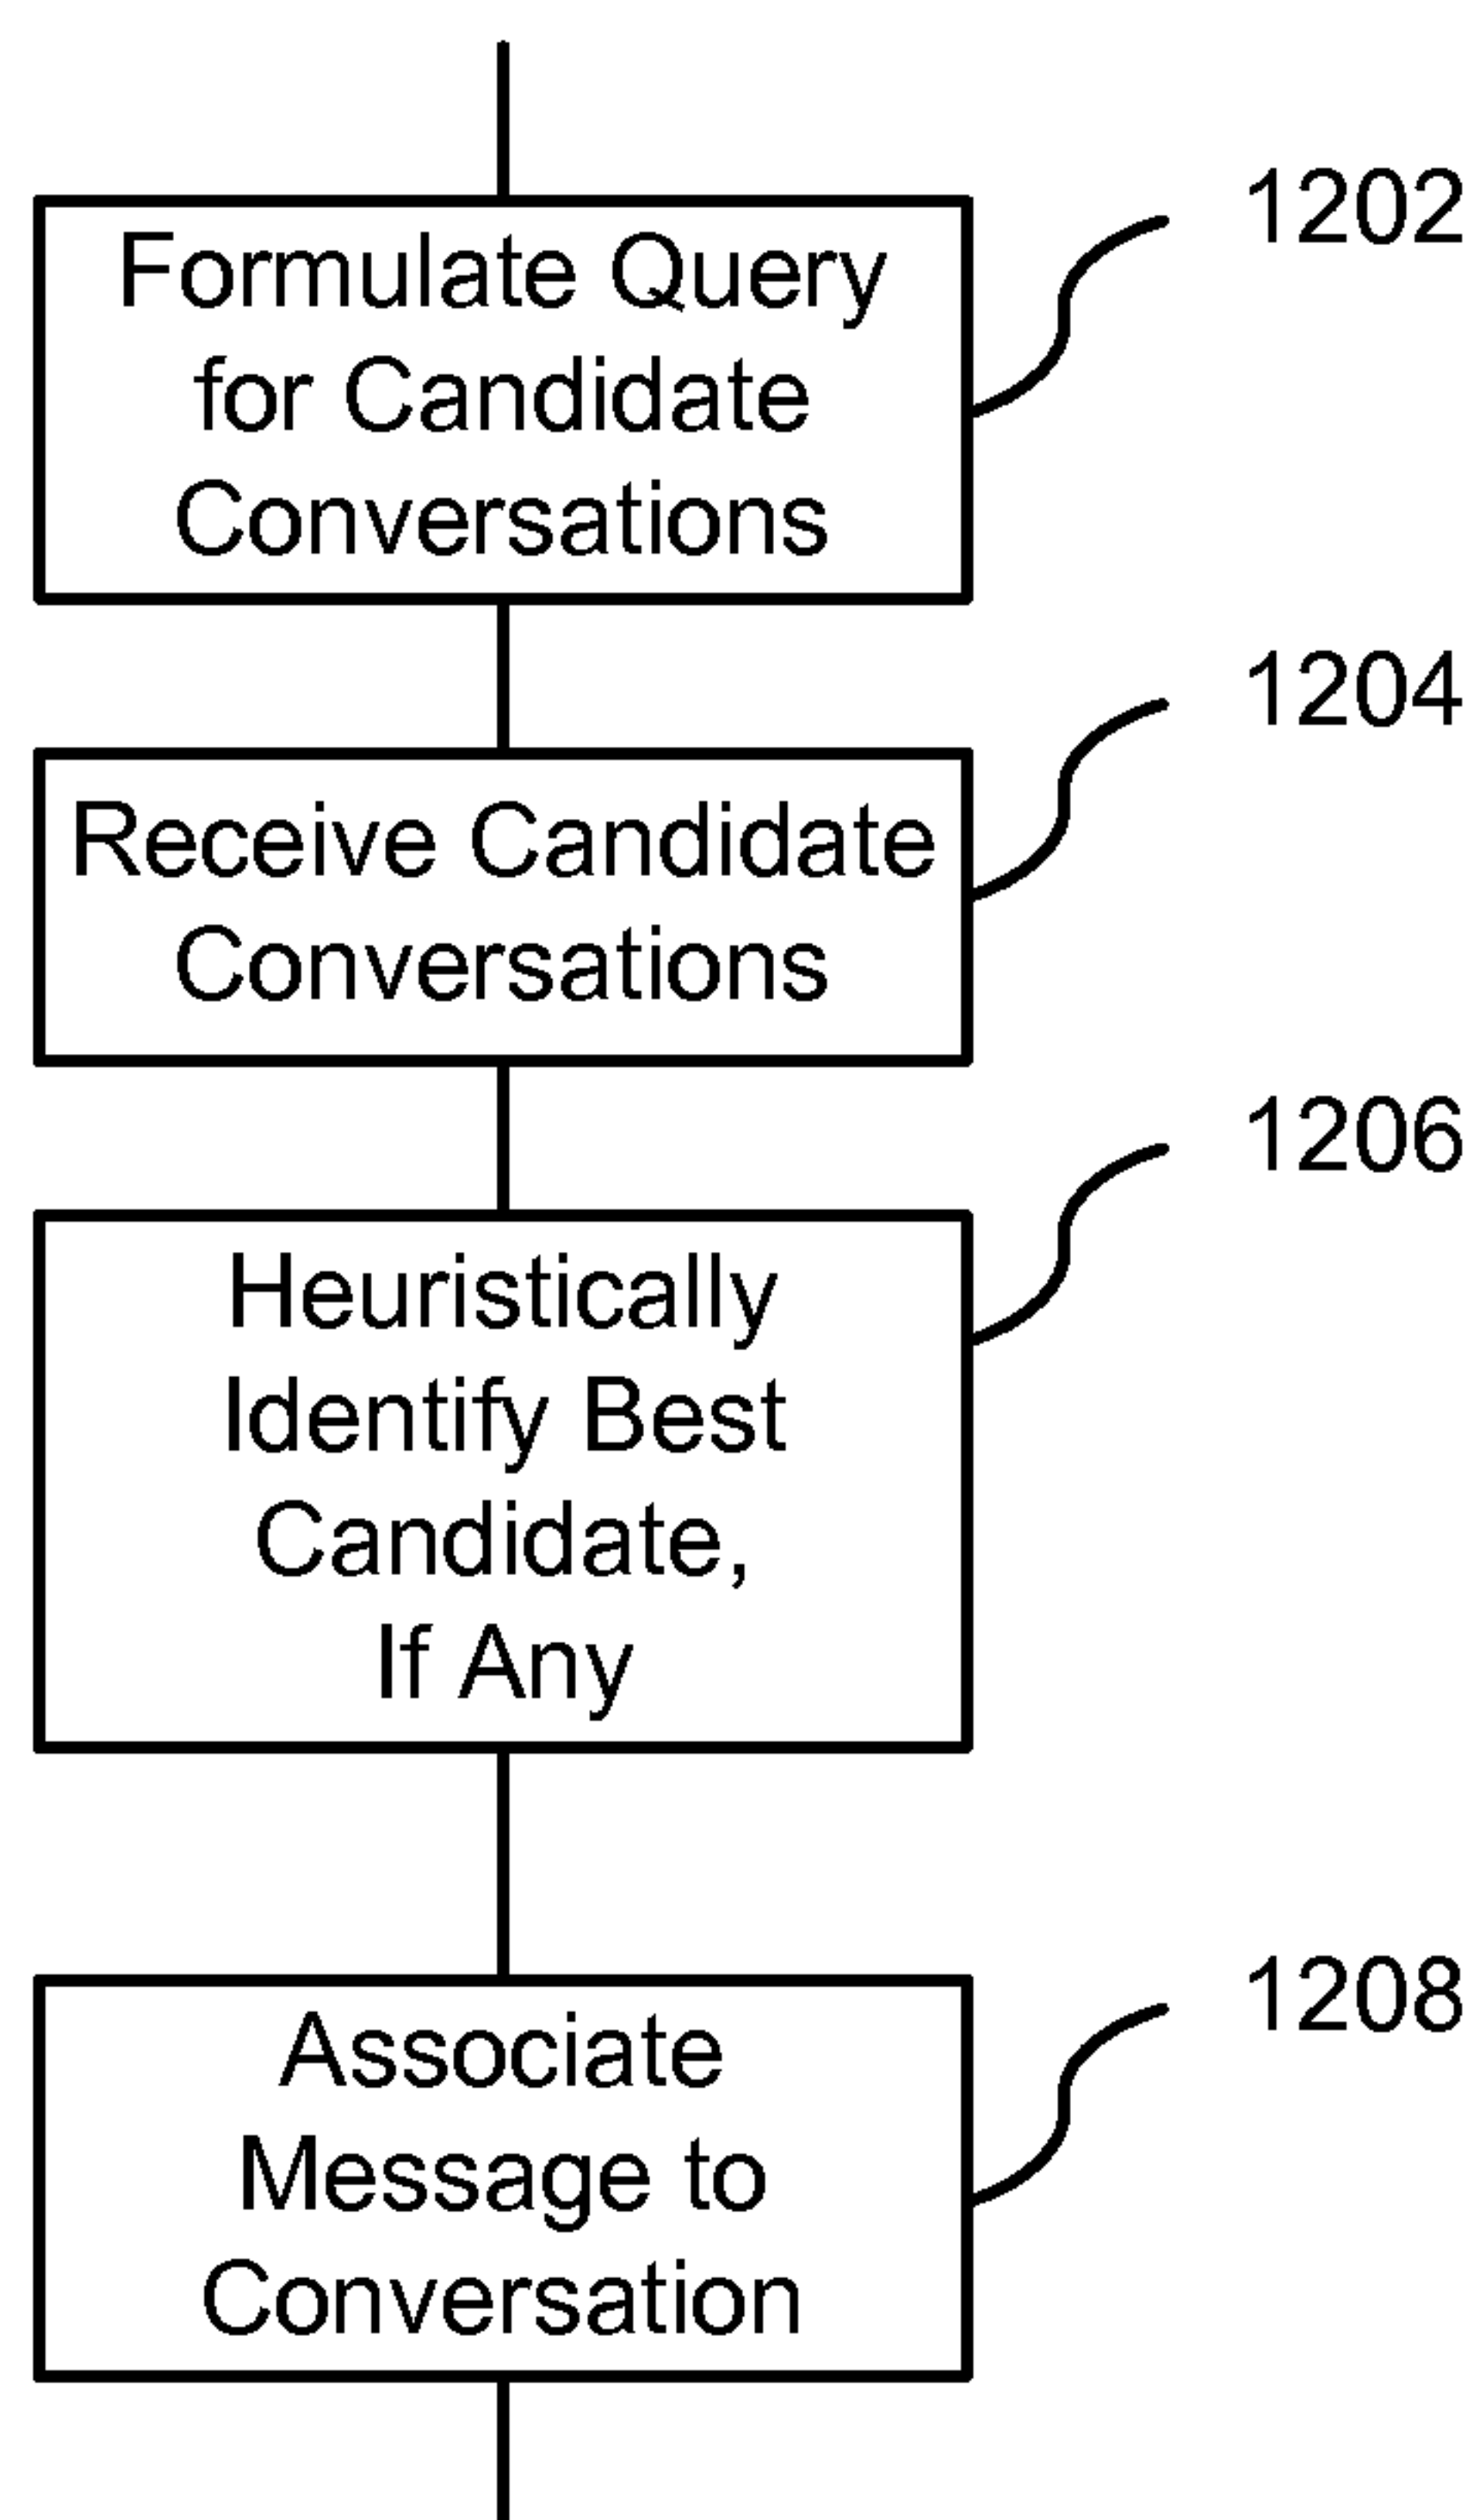 1202
Formulate Query
for Candidate
Conversations
1204
Receive Candidate
Conversations
1206
Heuristically
Identify Best
Candidate,
If Any
1208
Associate
Message to
Conversation